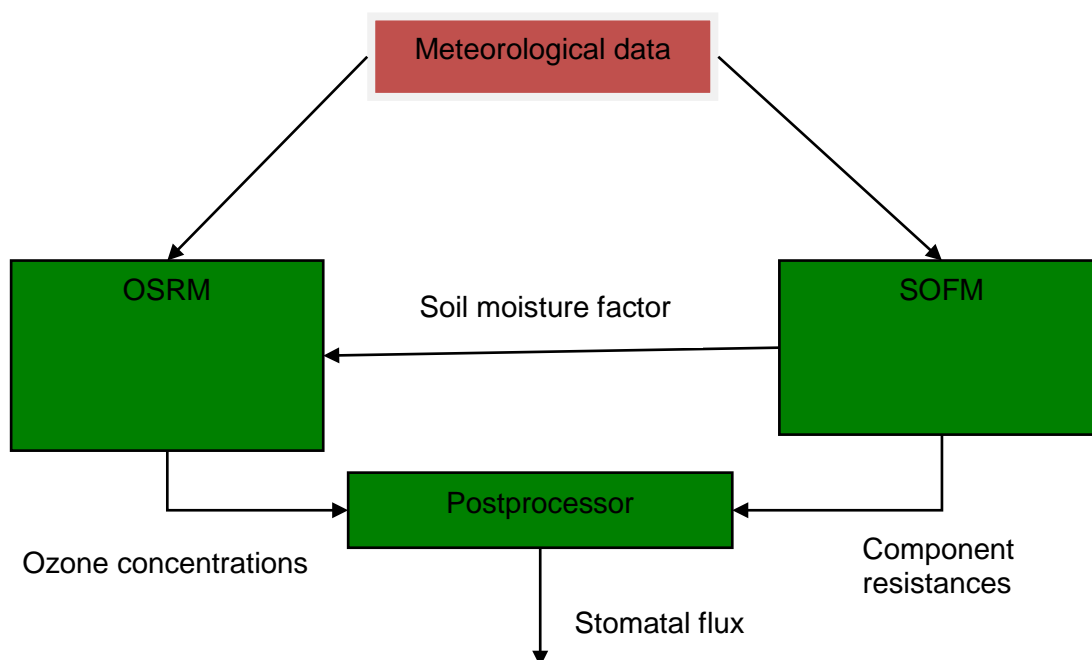 Meteorological data
OSRM
SOFM
Soil moisture factor
Postprocessor
Ozone concentrations
Component
resistances
Stomatal flux